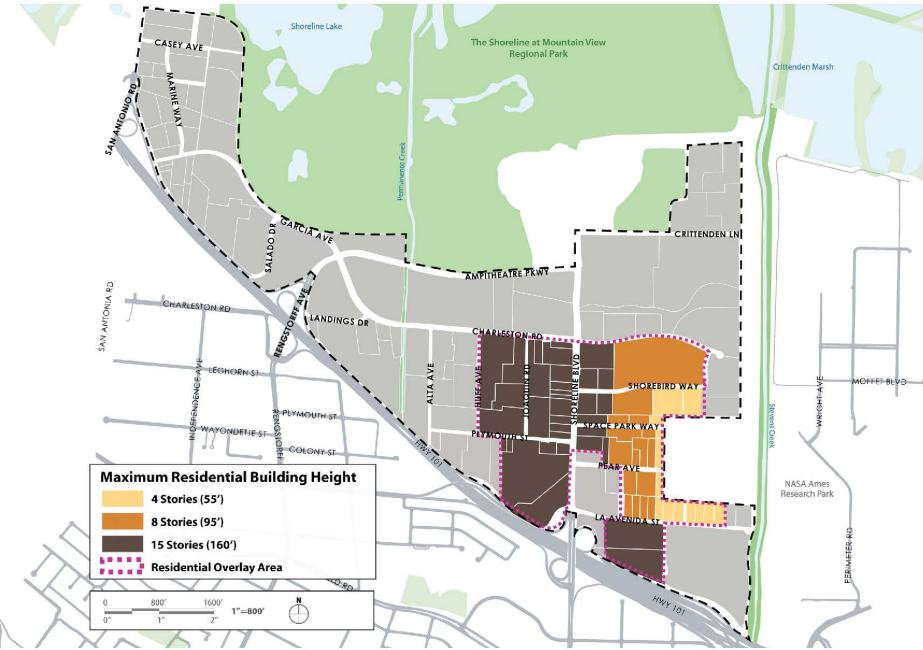 Shoreline Lake
CASEY AVE
The Shoreline at Mountain View
Regional Park
Crittenden Marsh
MARINE WAY
SAN ANTONIO RD
Permanente Creek
GARCIA AVE
SALADO DR
CRITTENDEN LN
AMPITHEATRE PKWY
SAN ANTONIA RD
CHARLESTON RD
RENGSTORFF AVE
LANDINGS DR
CHARLESTON RD
LEGHORN ST
INDEPENDENCE AVE
ALTA AVE
HUFF AVE
JOAQUIN RD
SHORELINE BLVD
SHOREBIRD WAY
MOFFET BLVD
WRIGHT AVE
PLYMOUTH ST
RENGSTORFF
WAYONDETIE ST
COLONY ST
SPACE PARK WAY
PLYMOUTH ST
Stevens Creek
HWY 101
PEAR AVE
NASA Ames
Research Park
LA AVENIDA ST
PERIMETER RD
HWY 101
Maximum Residential Building Height
4 Stories (55')
8 Stories (95')
15 Stories (160')
Residential Overlay Area
RD
0 800' 1600'
1"=800'
N
0" 1" 2"